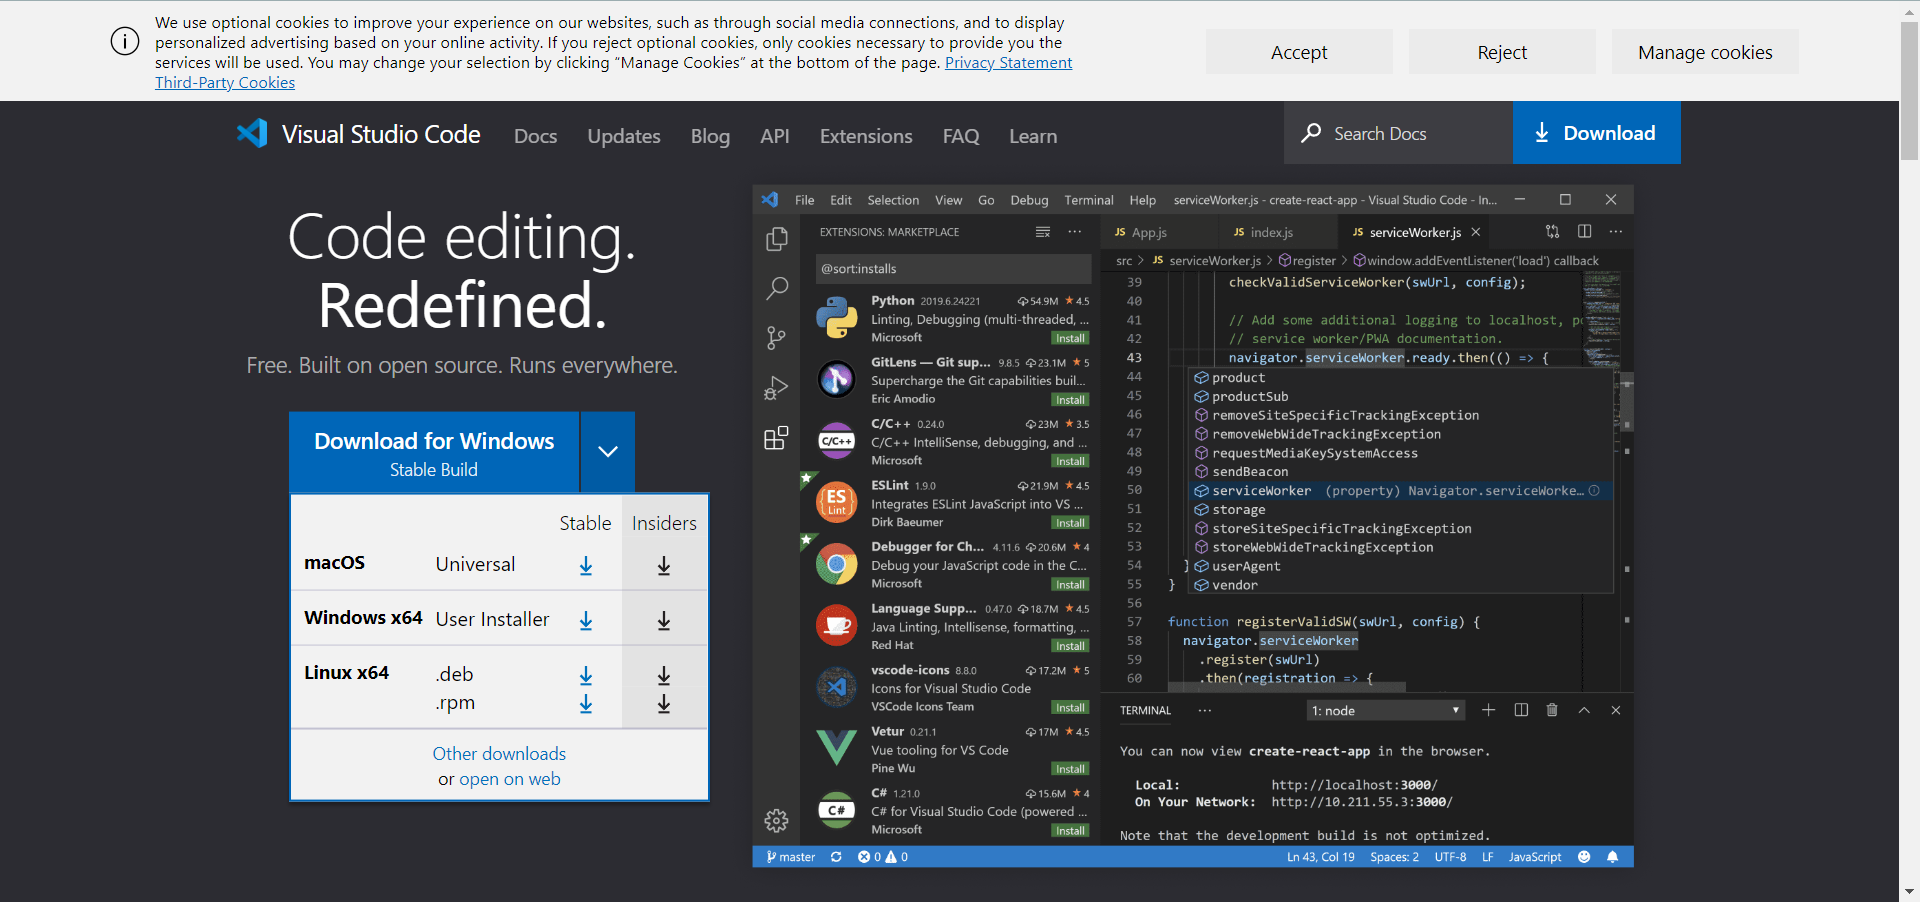 We use optional cookies to improve your experience on our websites, such as through social media connections, and to display
personalized advertising based on your online activity. If you reject optional cookies, only cookies necessary to provide you the
services will be used. You may change your selection by clicking "Manage Cookies" at the bottom of the page. Privacy Statement
Third-Party Cookies
Accept
Reject
Manage cookies
Visual Studio Code
Docs
Updates
Blog
API
Extensions
FAQ
Learn
Search Docs
Download
Code editing.
Redefined.
Free. Built on open source. Runs everywhere.
Download for Windows
Stable Build
Stable Insiders
macOS Universal
Windows x64 User Installer
Linux x64 .deb
.rpm
Other downloads
or open on web
File Edit Selection View Go Debug Terminal Help serviceWorker.js - create-react-app - Visual Studio Code - In...
EXTENSIONS: MARKETPLACE
@sort:installs
Python 2019.6.24221 54.9M 4.5
Linting, Debugging (multi-threaded, ...
Microsoft Install
GitLens — Git sup... 9.8.5 23.1M 5
Supercharge the Git capabilities buil...
Eric Amodio Install
C/C++
C/C++ 0.24.0 23M 3.5
C/C++ IntelliSense, debugging, and ...
Microsoft Install
ES
Lint
ESLint 1.9.0 21.9M 4.5
Integrates ESLint JavaScript into VS ...
Dirk Baeumer Install
Debugger for Ch... 4.11.6 20.6M 4
Debug your JavaScript code in the C...
Microsoft Install
Language Supp... 0.47.0 18.7M 4.5
Java Linting, Intellisense, formatting, ...
Red Hat Install
vscode-icons 8.8.0 17.2M 5
Icons for Visual Studio Code
VSCode Icons Team Install
Vetur 0.21.1 17M 4.5
Vue tooling for VS Code
Pine Wu Install
C#
C# 1.21.0 15.6M 4
C# for Visual Studio Code (powered ...
Microsoft Install
JS App.js
JS index.js
JS serviceWorker.js
src > JS serviceWorker.js > register > window.addEventListener('load') callback
39 checkValidServiceWorker(swUrl, config);
40
41 // Add some additional logging to localhost, p
42 // service worker/PWA documentation.
43 navigator.serviceWorker.ready.then(() => {
44 product
45 productSub
46 removeSiteSpecificTrackingException
47 removeWebWideTrackingException
48 requestMediaKeySystemAccess
49 sendBeacon
50 serviceWorker (property) Navigator.serviceWorke...
51 storage
52 storeSiteSpecificTrackingException
53 storeWebWideTrackingException
54 } userAgent
55 } vendor
56
57 function registerValidSW(swUrl, config) {
58 navigator.serviceWorker
59 .register(swUrl)
60 .then(registration => {
TERMINAL ... 1: node
You can now view create-react-app in the browser.
Local: http://localhost:3000/
On Your Network: http://10.211.55.3:3000/
Note that the development build is not optimized.
master 0 0 Ln 43, Col 19 Spaces: 2 UTF-8 LF JavaScript